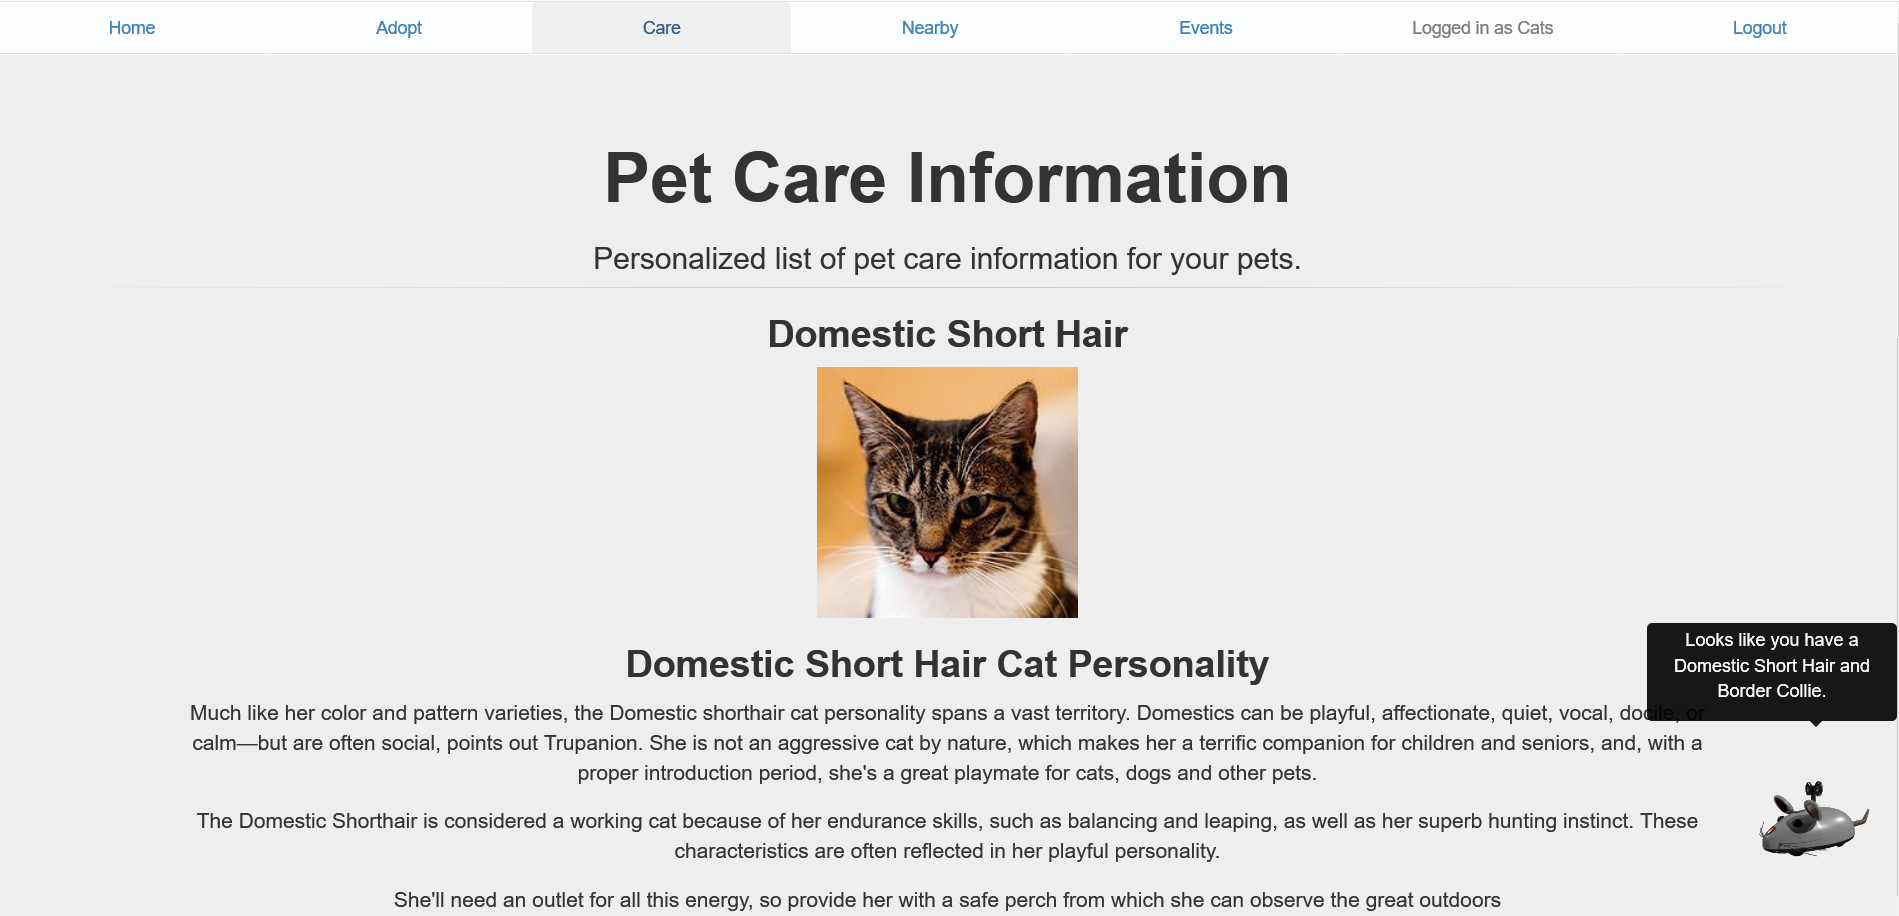 Home Adopt Care Nearby Events Logged in as Cats Logout
Pet Care Information
Personalized list of pet care information for your pets.
Domestic Short Hair
Domestic Short Hair Cat Personality
Looks like you have a
Domestic Short Hair and
Border Collie.
Much like her color and pattern varieties, the Domestic shorthair cat personality spans a vast territory. Domestics can be playful, affectionate, quiet, vocal, docile, or
calm—but are often social, points out Trupanion. She is not an aggressive cat by nature, which makes her a terrific companion for children and seniors, and, with a
proper introduction period, she's a great playmate for cats, dogs and other pets.
The Domestic Shorthair is considered a working cat because of her endurance skills, such as balancing and leaping, as well as her superb hunting instinct. These
characteristics are often reflected in her playful personality.
She'll need an outlet for all this energy, so provide her with a safe perch from which she can observe the great outdoors